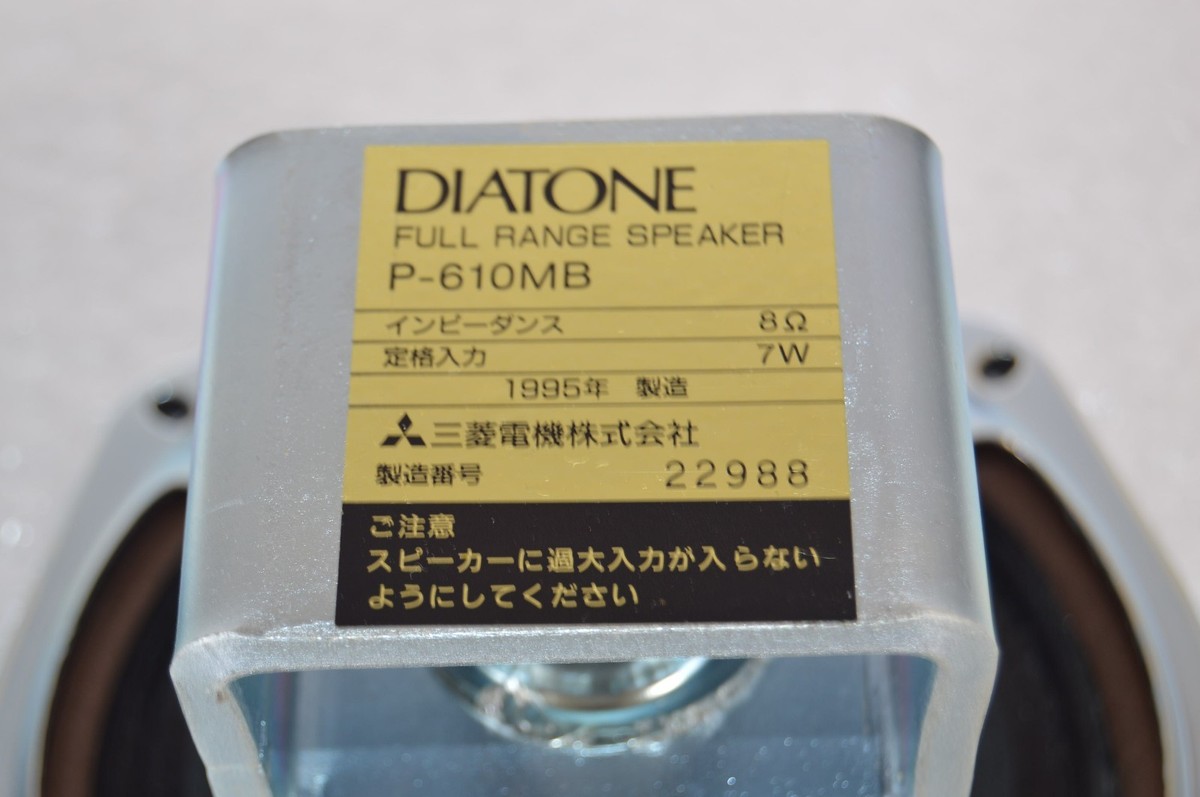 DIATONE
FULL RANGE SPEAKER
P-610MB
インピーダンス 8Ω
定格入力 7W
1995年 製造
三菱電機株式会社
製造番号 22988
ご注意
スピーカーに過大入力が入らない
ようにしてください